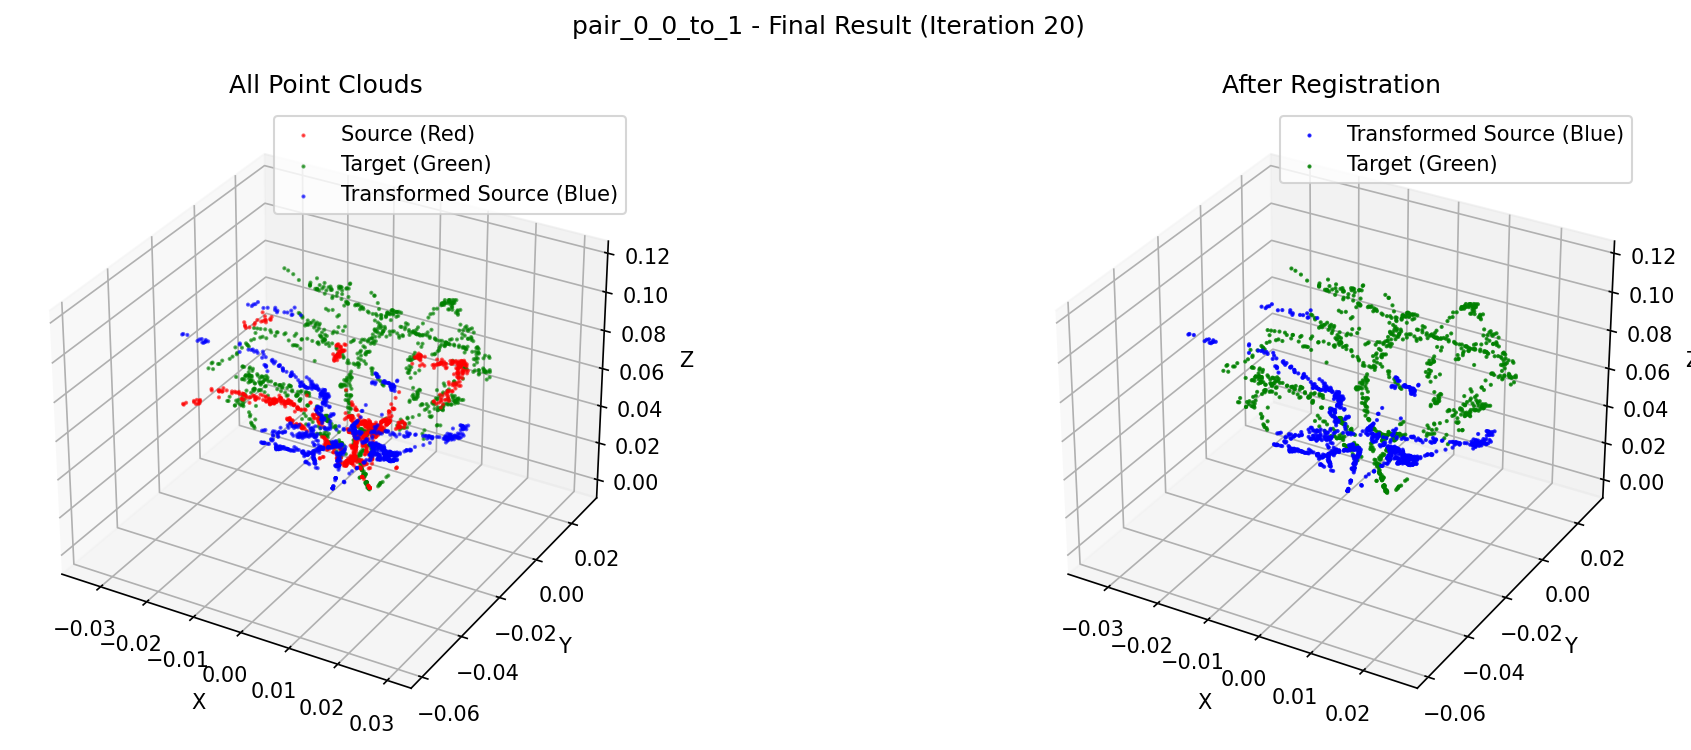 pair_0_0_to_1 - Final Result (Iteration 20)
All Point Clouds
Source (Red)
Target (Green)
Transformed Source (Blue)
0.12
0.10
0.08
0.06
0.04
0.02
0.00
Z
0.02
0.00
−0.02
−0.04
−0.06
Y
−0.03
−0.02
−0.01
0.00
0.01
0.02
0.03
X
After Registration
Transformed Source (Blue)
Target (Green)
0.12
0.10
0.08
0.06
0.04
0.02
0.00
Z
0.02
0.00
−0.02
−0.04
−0.06
Y
−0.03
−0.02
−0.01
0.00
0.01
0.02
X